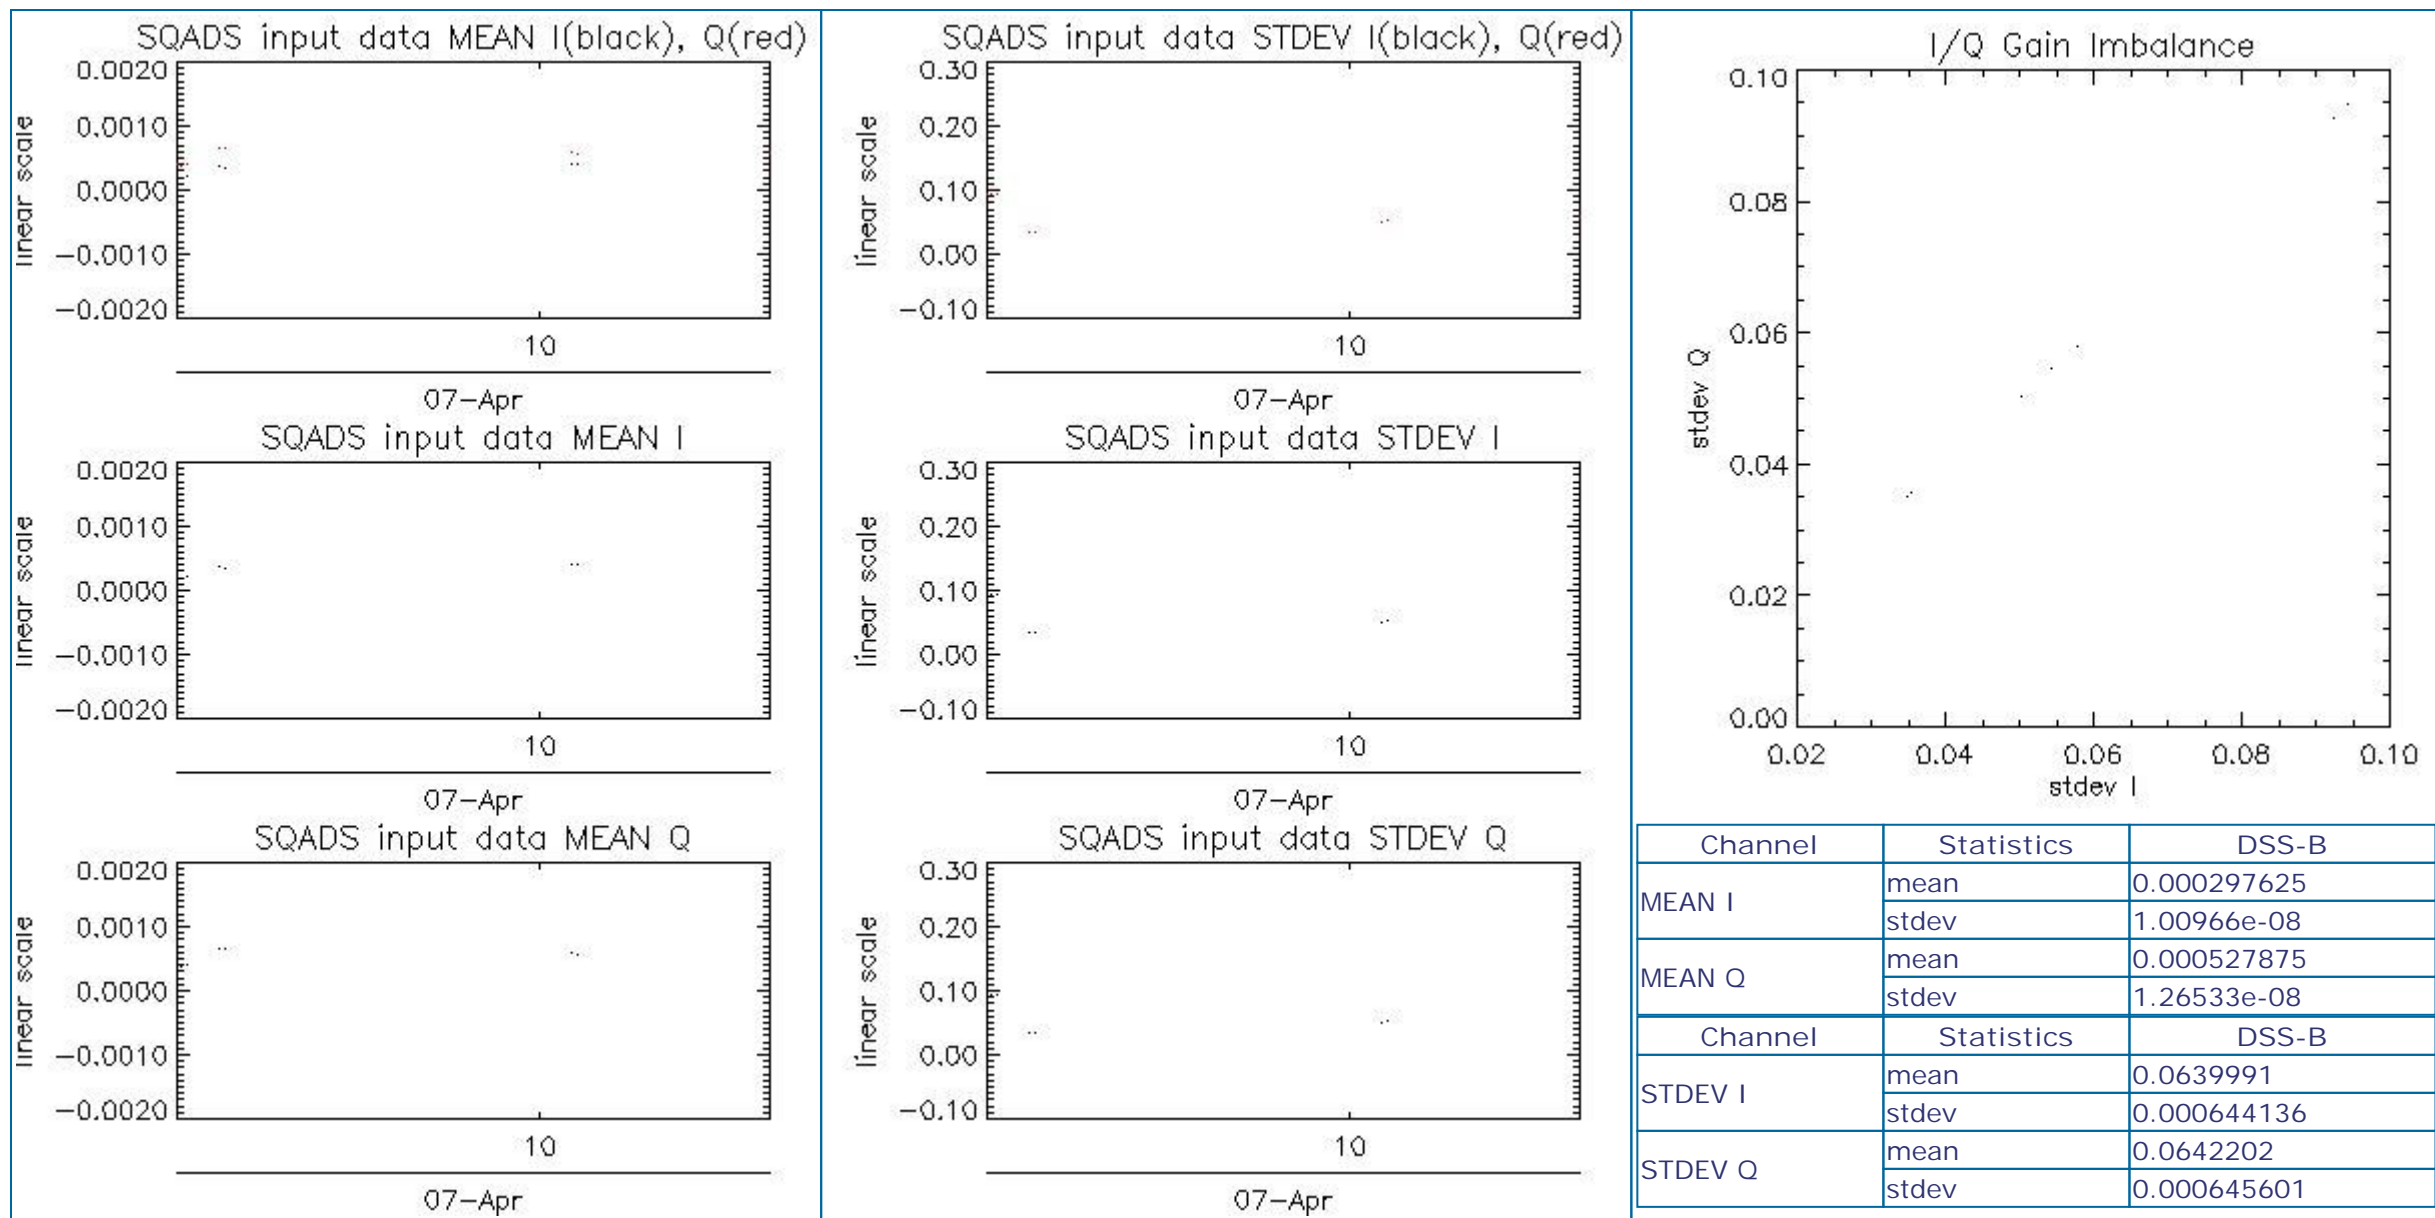 SQADS input data MEAN I(black), Q(red)
linear scale
0.0020
0.0010
0.0000
-0.0010
-0.0020
10
07-Apr
SQADS input data MEAN I
linear scale
0.0020
0.0010
0.0000
-0.0010
-0.0020
10
07-Apr
SQADS input data MEAN Q
linear scale
0.0020
0.0010
0.0000
-0.0010
-0.0020
10
07-Apr
SQADS input data STDEV I(black), Q(red)
linear scale
0.30
0.20
0.10
0.00
-0.10
10
07-Apr
SQADS input data STDEV I
linear scale
0.30
0.20
0.10
0.00
-0.10
10
07-Apr
SQADS input data STDEV Q
linear scale
0.30
0.20
0.10
0.00
-0.10
10
07-Apr
I/Q Gain Imbalance
stdev Q
0.10
0.08
0.06
0.04
0.02
0.00
0.02 0.04 0.06 0.08 0.10
stdev I
Channel Statistics DSS-B
MEAN I mean 0.000297625
stdev 1.00966e-08
MEAN Q mean 0.000527875
stdev 1.26533e-08
Channel Statistics DSS-B
STDEV I mean 0.0639991
stdev 0.000644136
STDEV Q mean 0.0642202
stdev 0.000645601